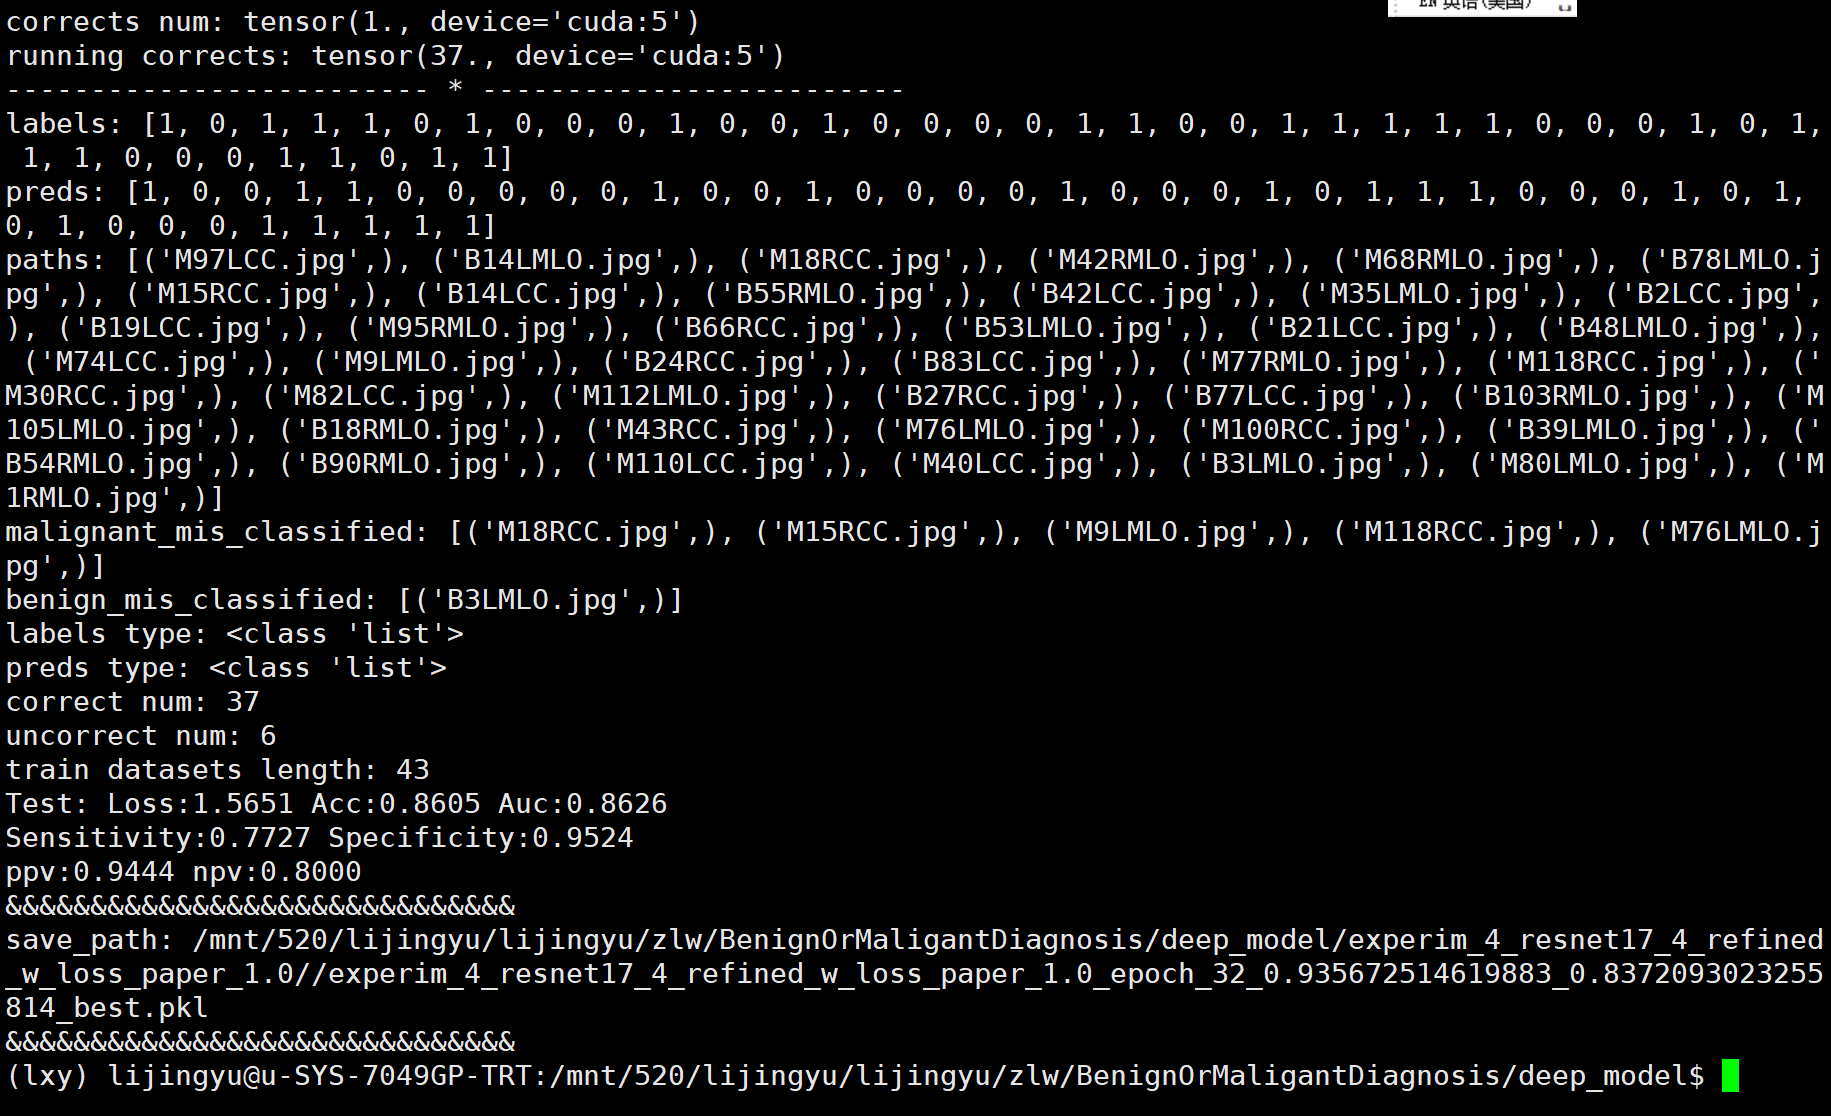 EN 英语(美国)
corrects num: tensor(1., device='cuda:5')
running corrects: tensor(37., device='cuda:5')
------------------------- * -------------------------
labels: [1, 0, 1, 1, 1, 0, 1, 0, 0, 0, 1, 0, 0, 1, 0, 0, 0, 0, 1, 1, 0, 0, 1, 1, 1, 1, 1, 0, 0, 0, 1, 0, 1,
1, 1, 0, 0, 0, 1, 1, 0, 1, 1]
preds: [1, 0, 0, 1, 1, 0, 0, 0, 0, 0, 1, 0, 0, 1, 0, 0, 0, 0, 1, 0, 0, 0, 1, 0, 1, 1, 1, 0, 0, 0, 1, 0, 1,
0, 1, 0, 0, 0, 1, 1, 1, 1, 1]
paths: [('M97LCC.jpg',), ('B14LMLO.jpg',), ('M18RCC.jpg',), ('M42RMLO.jpg',), ('M68RMLO.jpg',), ('B78LMLO.j
pg',), ('M15RCC.jpg',), ('B14LCC.jpg',), ('B55RMLO.jpg',), ('B42LCC.jpg',), ('M35LMLO.jpg',), ('B2LCC.jpg',
), ('B19LCC.jpg',), ('M95RMLO.jpg',), ('B66RCC.jpg',), ('B53LMLO.jpg',), ('B21LCC.jpg',), ('B48LMLO.jpg',),
('M74LCC.jpg',), ('M9LMLO.jpg',), ('B24RCC.jpg',), ('B83LCC.jpg',), ('M77RMLO.jpg',), ('M118RCC.jpg',), ('
M30RCC.jpg',), ('M82LCC.jpg',), ('M112LMLO.jpg',), ('B27RCC.jpg',), ('B77LCC.jpg',), ('B103RMLO.jpg',), ('M
105LMLO.jpg',), ('B18RMLO.jpg',), ('M43RCC.jpg',), ('M76LMLO.jpg',), ('M100RCC.jpg',), ('B39LMLO.jpg',), ('
B54RMLO.jpg',), ('B90RMLO.jpg',), ('M110LCC.jpg',), ('M40LCC.jpg',), ('B3LMLO.jpg',), ('M80LMLO.jpg',), ('M
1RMLO.jpg',)]
malignant_mis_classified: [('M18RCC.jpg',), ('M15RCC.jpg',), ('M9LMLO.jpg',), ('M118RCC.jpg',), ('M76LMLO.j
pg',)]
benign_mis_classified: [('B3LMLO.jpg',)]
labels type: <class 'list'>
preds type: <class 'list'>
correct num: 37
uncorrect num: 6
train datasets length: 43
Test: Loss:1.5651 Acc:0.8605 Auc:0.8626
Sensitivity:0.7727 Specificity:0.9524
ppv:0.9444 npv:0.8000
&&&&&&&&&&&&&&&&&&&&&&&&&&&&&&
save_path: /mnt/520/lijingyu/lijingyu/zlw/BenignOrMaligantDiagnosis/deep_model/experim_4_resnet17_4_refined
_w_loss_paper_1.0//experim_4_resnet17_4_refined_w_loss_paper_1.0_epoch_32_0.935672514619883_0.8372093023255
814_best.pkl
&&&&&&&&&&&&&&&&&&&&&&&&&&&&&&
(lxy) lijingyu@u-SYS-7049GP-TRT:/mnt/520/lijingyu/lijingyu/zlw/BenignOrMaligantDiagnosis/deep_model$